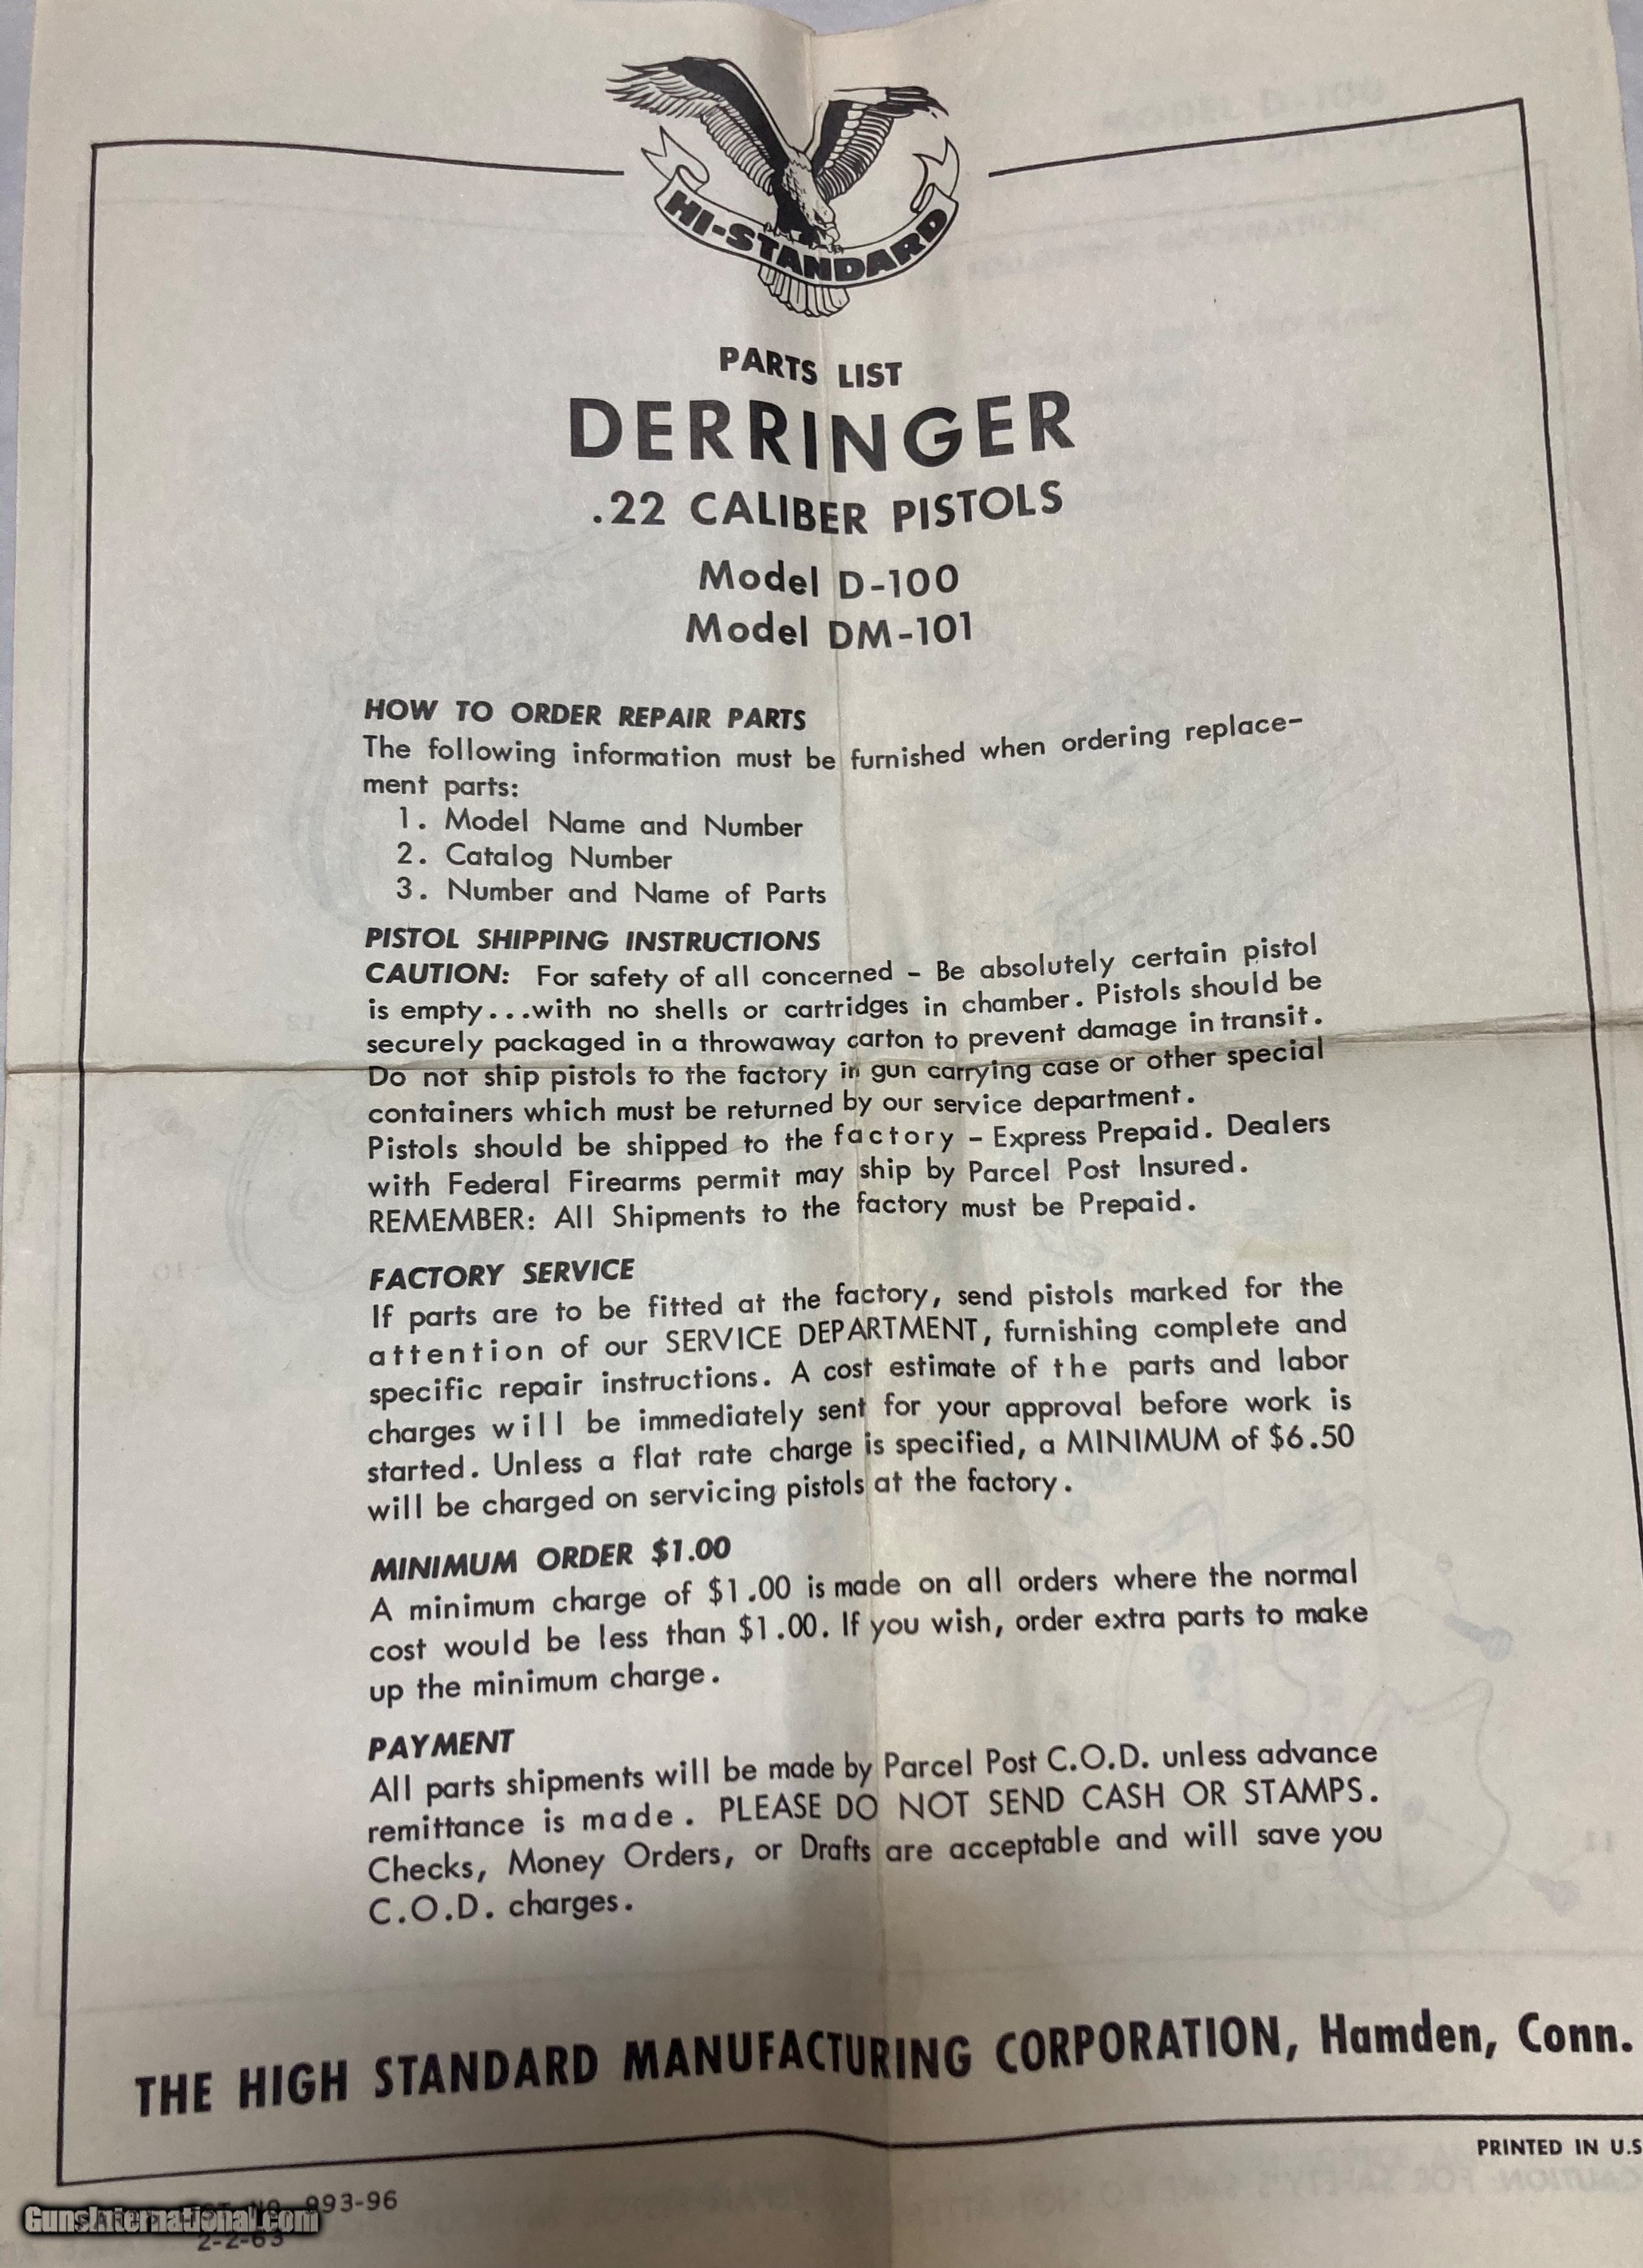 HI-STANDARD
PARTS LIST
DERRINGER
.22 CALIBER PISTOLS
Model D-100
Model DM-101
HOW TO ORDER REPAIR PARTS
The following information must be furnished when ordering replace-
ment parts:
1. Model Name and Number
2. Catalog Number
3. Number and Name of Parts
PISTOL SHIPPING INSTRUCTIONS
CAUTION: For safety of all concerned - Be absolutely certain pistol
is empty...with no shells or cartridges in chamber. Pistols should be
securely packaged in a throwaway carton to prevent damage in transit.
Do not ship pistols to the factory in gun carrying case or other special
containers which must be returned by our service department.
Pistols should be shipped to the factory - Express Prepaid. Dealers
with Federal Firearms permit may ship by Parcel Post Insured.
REMEMBER: All Shipments to the factory must be Prepaid.
FACTORY SERVICE
If parts are to be fitted at the factory, send pistols marked for the
attention of our SERVICE DEPARTMENT, furnishing complete and
specific repair instructions. A cost estimate of the parts and labor
charges will be immediately sent for your approval before work is
started. Unless a flat rate charge is specified, a MINIMUM of $6.50
will be charged on servicing pistols at the factory.
MINIMUM ORDER $1.00
A minimum charge of $1.00 is made on all orders where the normal
cost would be less than $1.00. If you wish, order extra parts to make
up the minimum charge.
PAYMENT
All parts shipments will be made by Parcel Post C.O.D. unless advance
remittance is made. PLEASE DO NOT SEND CASH OR STAMPS.
Checks, Money Orders, or Drafts are acceptable and will save you
C.O.D. charges.
THE HIGH STANDARD MANUFACTURING CORPORATION, Hamden, Conn.
PRINTED IN U.S
993-96
GunsInternational.com
2-2-63